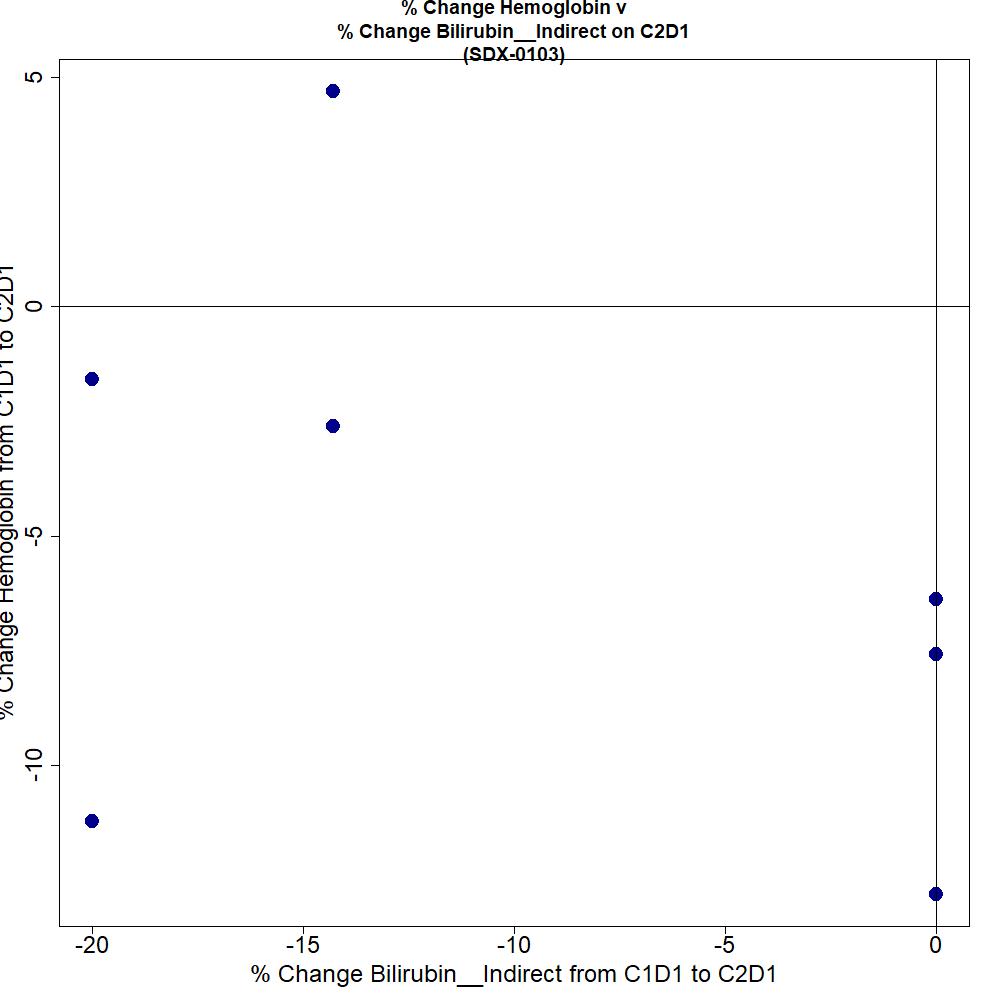 % Change Hemoglobin v
% Change Bilirubin__Indirect on C2D1
(SDX-0103)
% Change Hemoglobin from C1D1 to C2D1
5
0
-5
-10
-20
-15
-10
-5
0
% Change Bilirubin__Indirect from C1D1 to C2D1